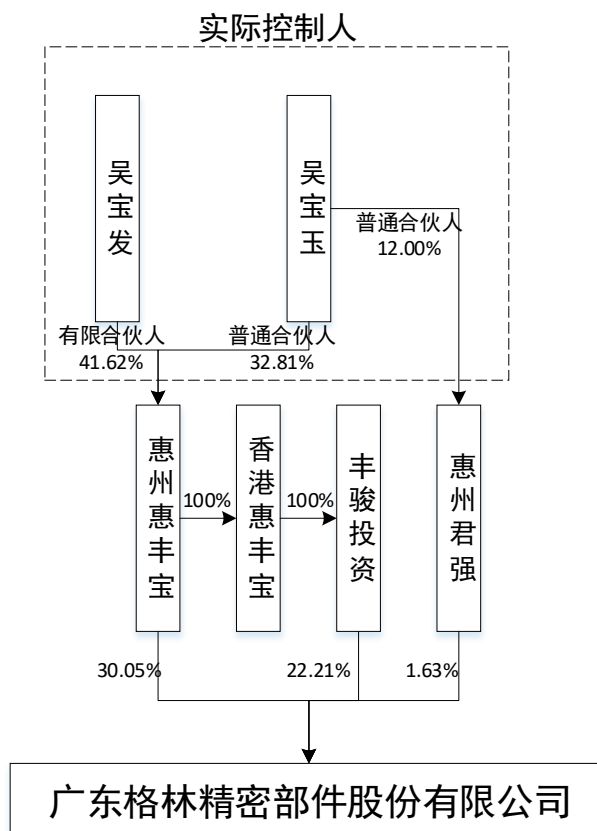 实际控制人
吴宝发
吴宝玉
普通合伙人
12.00%
有限合伙人
41.62%
普通合伙人
32.81%
惠州惠丰宝
100%
香港惠丰宝
100%
丰骏投资
惠州君强
30.05%
22.21%
1.63%
广东格林精密部件股份有限公司